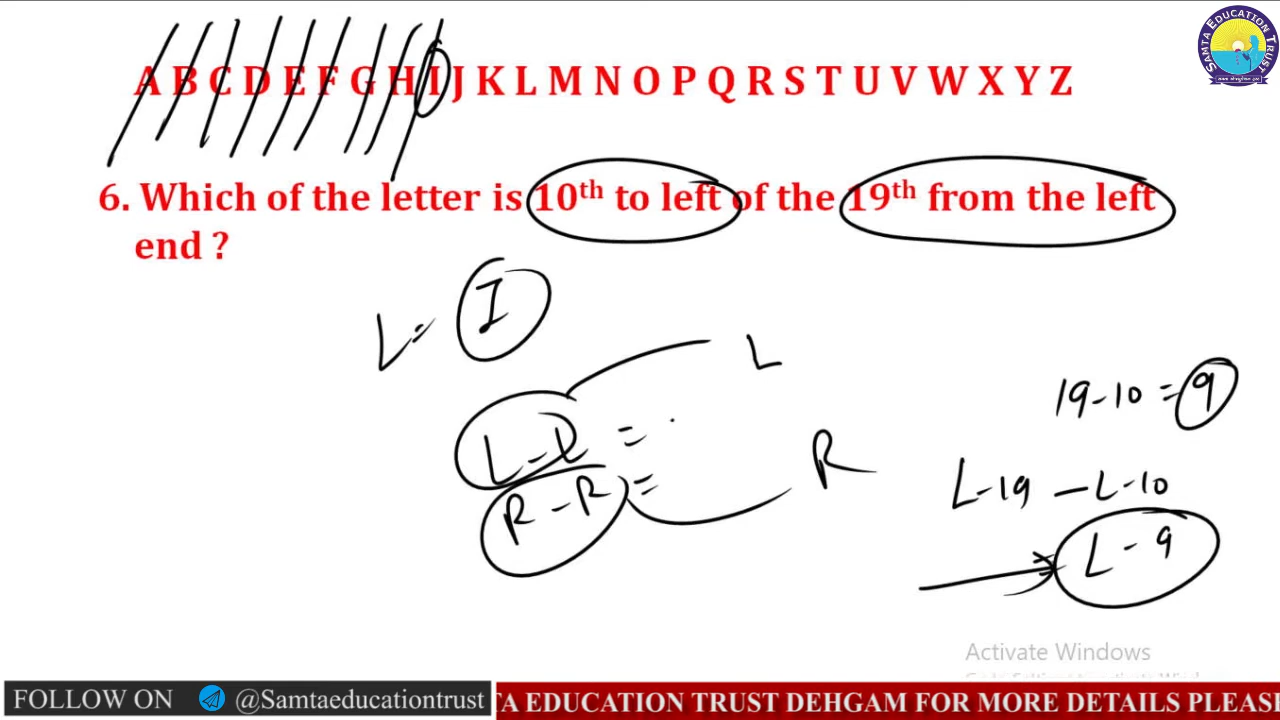 SAMTA EDUCATION TRUST
A B C D E F G H I J K L M N O P Q R S T U V W X Y Z
6. Which of the letter is 10th to left of the 19th from the left
end ?
L = I
L
L - L =
R - R =
R
19 - 10 = 9
L - 19 - L - 10
L - 9
Activate Windows
FOLLOW ON @Samtaeducationtrust
TA EDUCATION TRUST DEHGAM FOR MORE DETAILS PLEASE